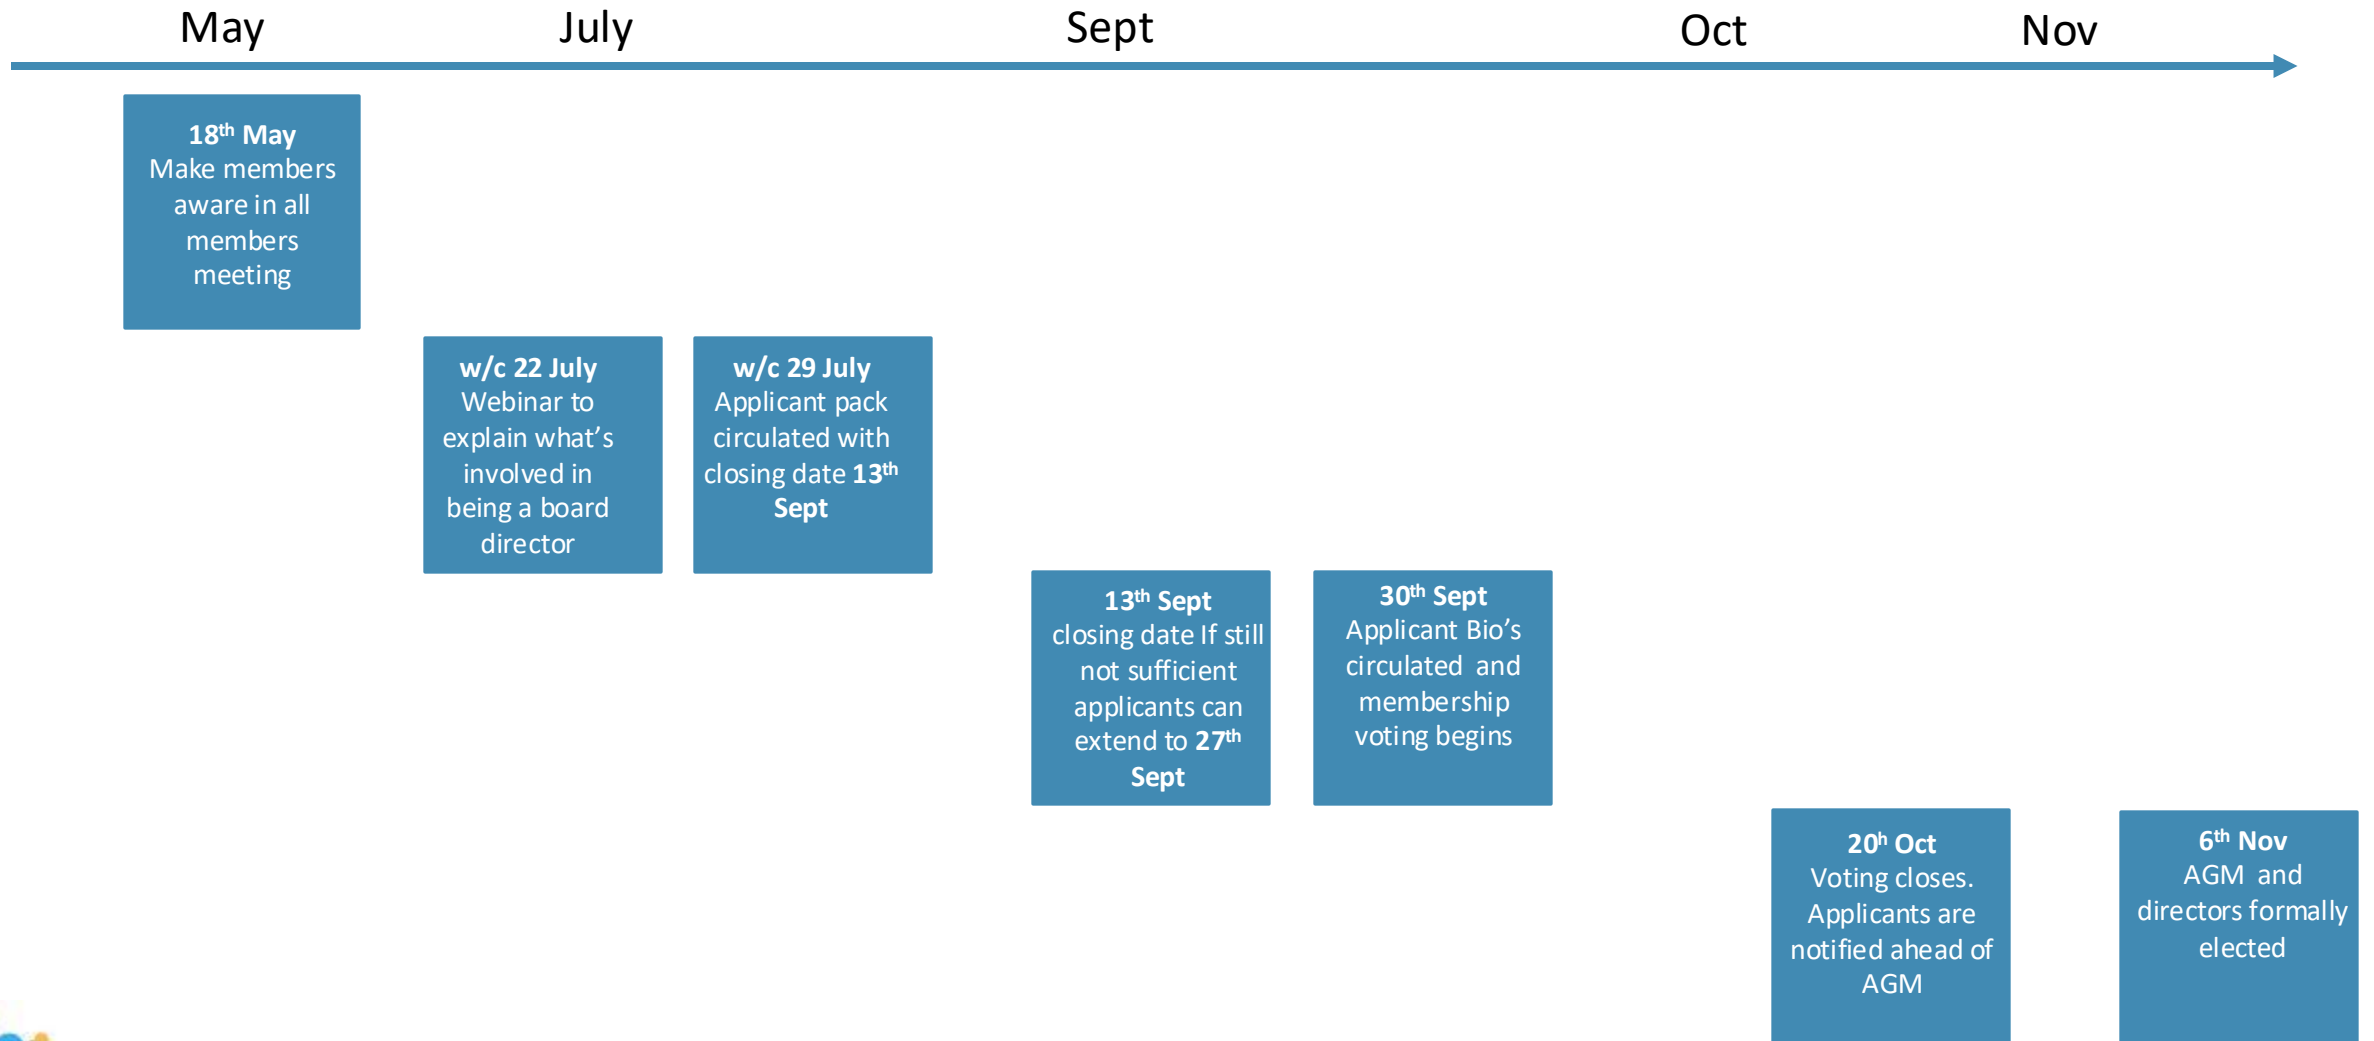 May
July
Sept
Oct
Nov
18th May
Make members
aware in all
members
meeting
w/c 22 July
Webinar to
explain what’s
involved in
being a board
director
w/c 29 July
Applicant pack
circulated with
closing date 13th
Sept
13th Sept
closing date If still
not sufficient
applicants can
extend to 27th
Sept
30th Sept
Applicant Bio’s
circulated and
membership
voting begins
20h Oct
Voting closes.
Applicants are
notified ahead of
AGM
6th Nov
AGM and
directors formally
elected